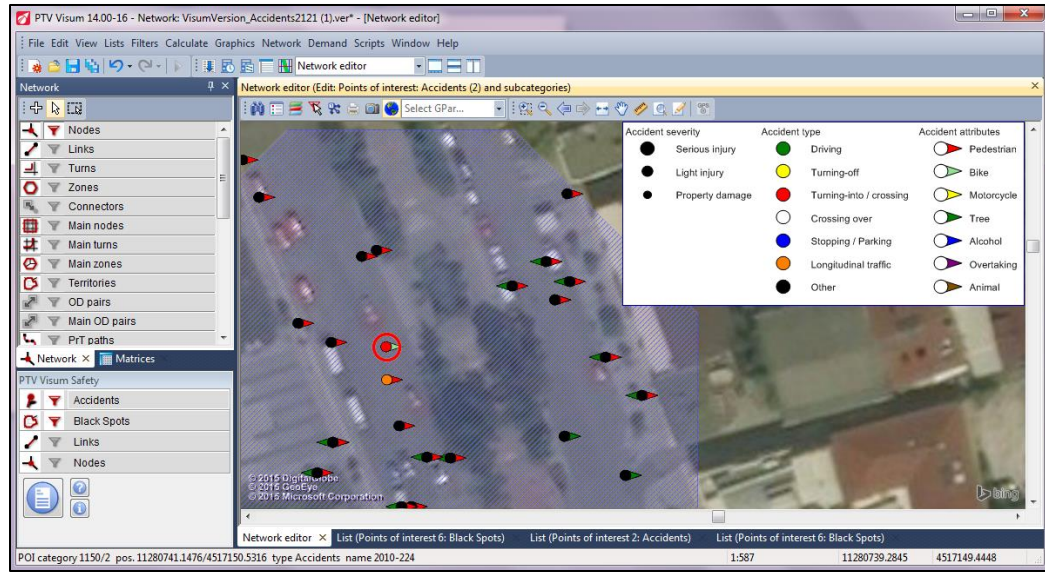 PTV Visum 14.00-16 - Network: VisumVersion_Accidents2121 (1).ver* - [Network editor]
File Edit View Lists Filters Calculate Graphics Network Demand Scripts Window Help
Network editor
Network
Network editor (Edit: Points of interest: Accidents (2) and subcategories)
Select GPar...
Nodes
Links
Turns
Zones
Connectors
Main nodes
Main turns
Main zones
Territories
OD pairs
Main OD pairs
PrT paths
Network Matrices
PTV Visum Safety
Accidents
Black Spots
Links
Nodes
Accident severity Accident type Accident attributes
Serious injury Driving Pedestrian
Light injury Turning-off Bike
Property damage Turning-into / crossing Motorcycle
Crossing over Tree
Stopping / Parking Alcohol
Longitudinal traffic Overtaking
Other Animal
© 2015 DigitalGlobe
© 2015 GeoEye
© 2015 Microsoft Corporation
bing
Network editor List (Points of interest 6: Black Spots) List (Points of interest 2: Accidents) List (Points of interest 6: Black Spots)
POI category 1150/2 pos. 11280741.1476/4517150.5316 type Accidents name 2010-224 1:587 11280739.2845 4517149.4448